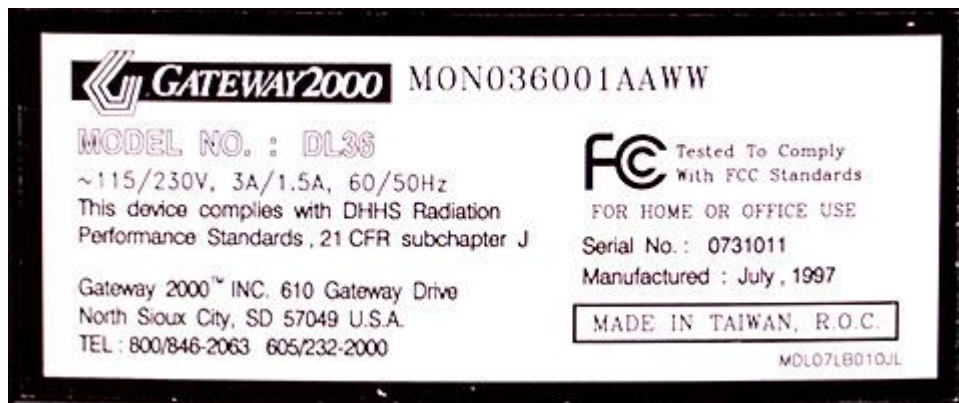 GATEWAY2000 MON036001AAWW
MODEL NO. : DL36
~115/230V, 3A/1.5A, 60/50Hz
This device complies with DHHS Radiation
Performance Standards , 21 CFR subchapter J
Gateway 2000™ INC. 610 Gateway Drive
North Sioux City, SD 57049 U.S.A.
TEL : 800/846-2063 605/232-2000
FC Tested To Comply
With FCC Standards
FOR HOME OR OFFICE USE
Serial No. : 0731011
Manufactured : July , 1997
MADE IN TAIWAN, R.O.C.
MDL07LB010JL